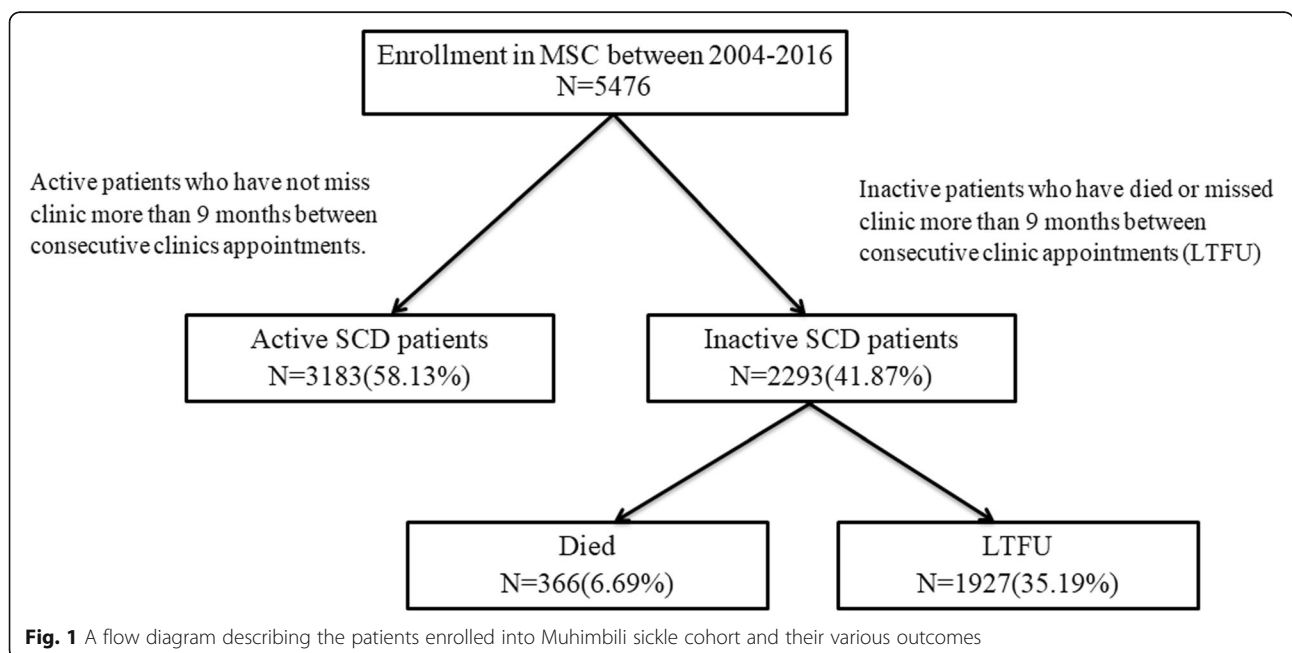 Enrollment in MSC between 2004-2016
N=5476
Active patients who have not miss
clinic more than 9 months between
consecutive clinics appointments.
Inactive patients who have died or missed
clinic more than 9 months between
consecutive clinic appointments (LTFU)
Active SCD patients
N=3183(58.13%)
Inactive SCD patients
N=2293(41.87%)
Died
N=366(6.69%)
LTFU
N=1927(35.19%)
Fig. 1 A flow diagram describing the patients enrolled into Muhimbili sickle cohort and their various outcomes